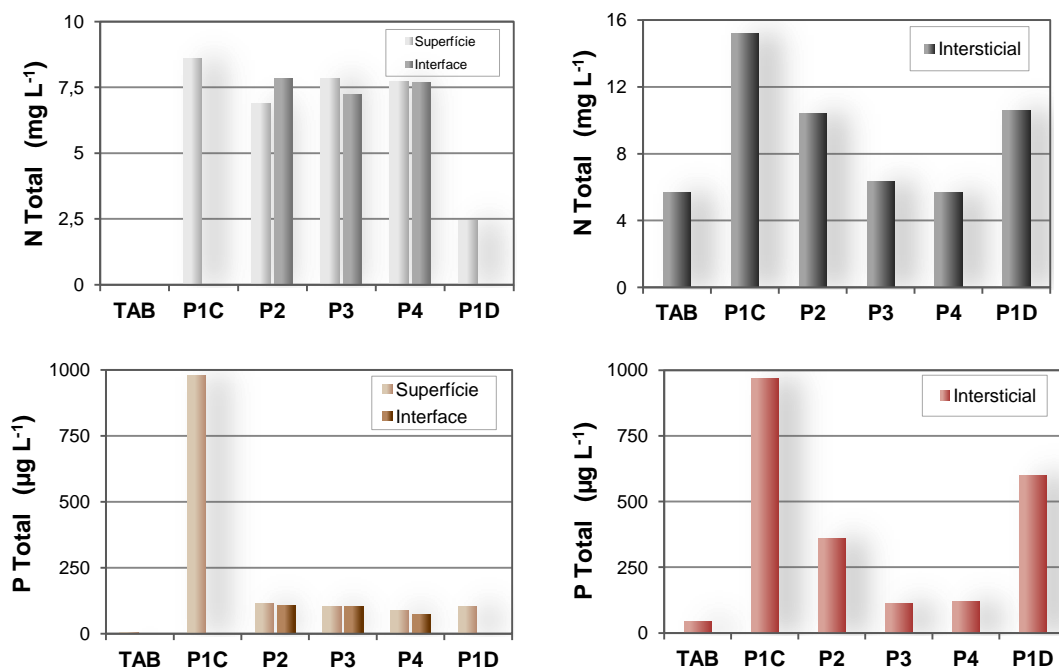 N Total (mg L-1)
10
7,5
5
2,5
0
Superfície
Interface
TAB P1C P2 P3 P4 P1D
N Total (mg L-1)
16
12
8
4
0
Intersticial
TAB P1C P2 P3 P4 P1D
P Total (µg L-1)
1000
750
500
250
0
Superfície
Interface
TAB P1C P2 P3 P4 P1D
P Total (µg L-1)
1000
750
500
250
0
Intersticial
TAB P1C P2 P3 P4 P1D